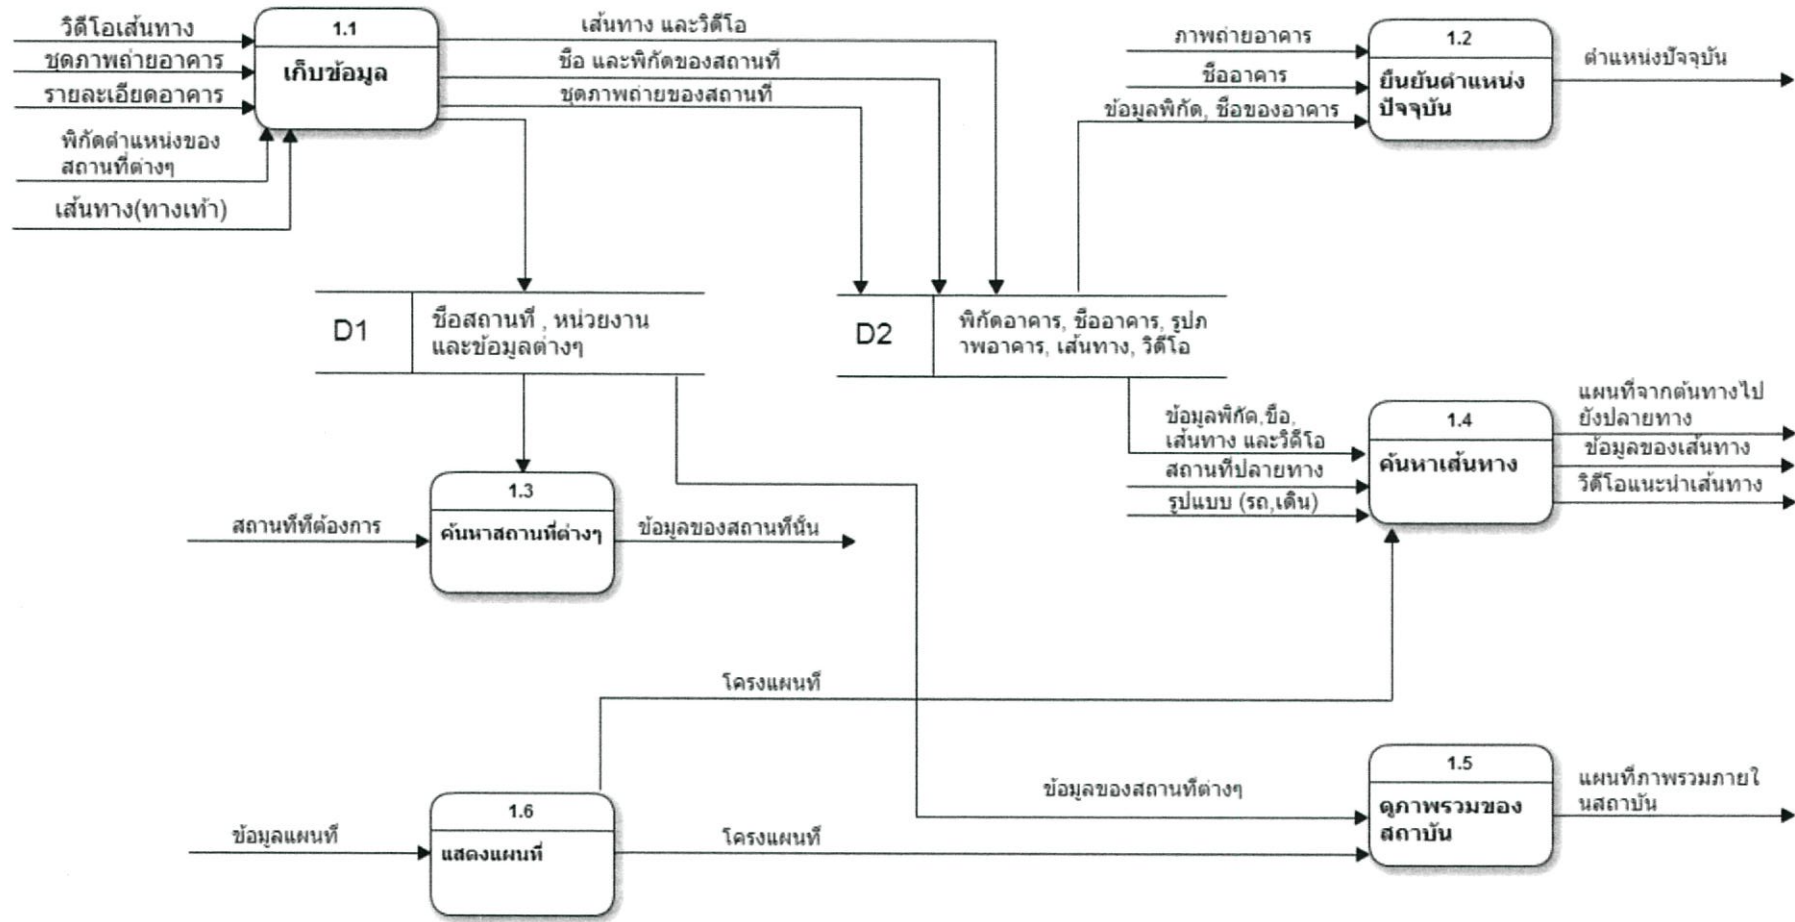 วิดีโอเส้นทาง
ชุดภาพถ่ายอาคาร
รายละเอียดอาคาร
พิกัดตำแหน่งของ
สถานที่ต่างๆ
เส้นทาง(ทางเท้า)
1.1
เก็บข้อมูล
เส้นทาง และวิดีโอ
ชื่อ และพิกัดของสถานที่
ชุดภาพถ่ายของสถานที่
ภาพถ่ายอาคาร
ชื่ออาคาร
ข้อมูลพิกัด, ชื่อของอาคาร
1.2
ยืนยันตำแหน่ง
ปัจจุบัน
ตำแหน่งปัจจุบัน
D1
ชื่อสถานที่ , หน่วยงาน
และข้อมูลต่างๆ
D2
พิกัดอาคาร, ชื่ออาคาร, รูปภ
าพอาคาร, เส้นทาง, วิดีโอ
ข้อมูลพิกัด,ชื่อ,
เส้นทาง และวิดีโอ
สถานที่ปลายทาง
รูปแบบ (รถ,เดิน)
1.4
ค้นหาเส้นทาง
แผนที่จากต้นทางไป
ยังปลายทาง
ข้อมูลของเส้นทาง
วิดีโอแนะนำเส้นทาง
สถานที่ที่ต้องการ
1.3
ค้นหาสถานที่ต่างๆ
ข้อมูลของสถานที่นั้น
โครงแผนที่
ข้อมูลแผนที่
1.6
แสดงแผนที่
โครงแผนที่
ข้อมูลของสถานที่ต่างๆ
1.5
ดูภาพรวมของ
สถาบัน
แผนที่ภาพรวมภายใ
นสถาบัน